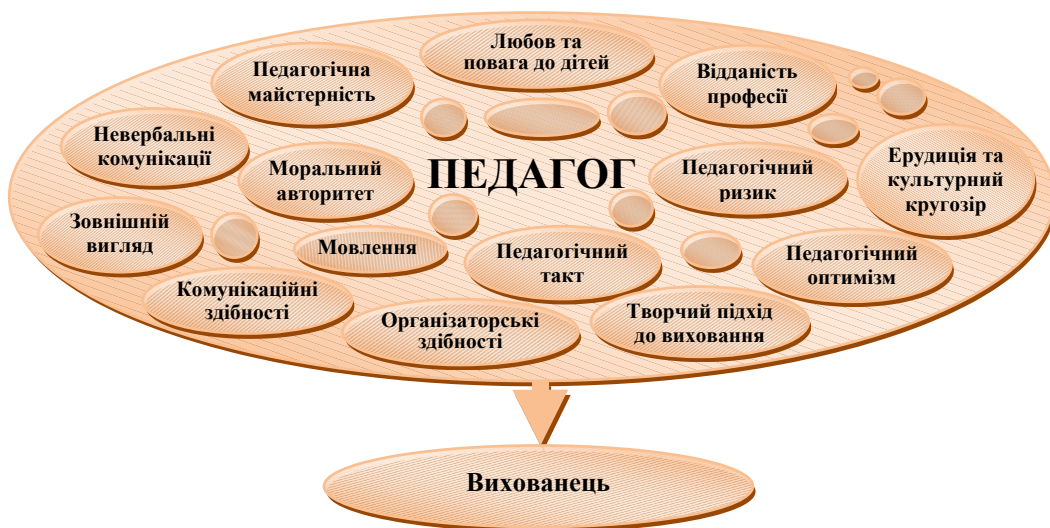 Любов та
повага до дітей
Педагогічна
майстерність
Відданість
професії
Невербальні
комунікації
Моральний
авторитет
ПЕДАГОГ
Педагогічний
ризик
Ерудиція та
культурний
кругозір
Зовнішній
вигляд
Мовлення
Педагогічний
такт
Педагогічний
оптимізм
Комунікаційні
здібності
Організаторські
здібності
Творчий підхід
до виховання
Вихованець